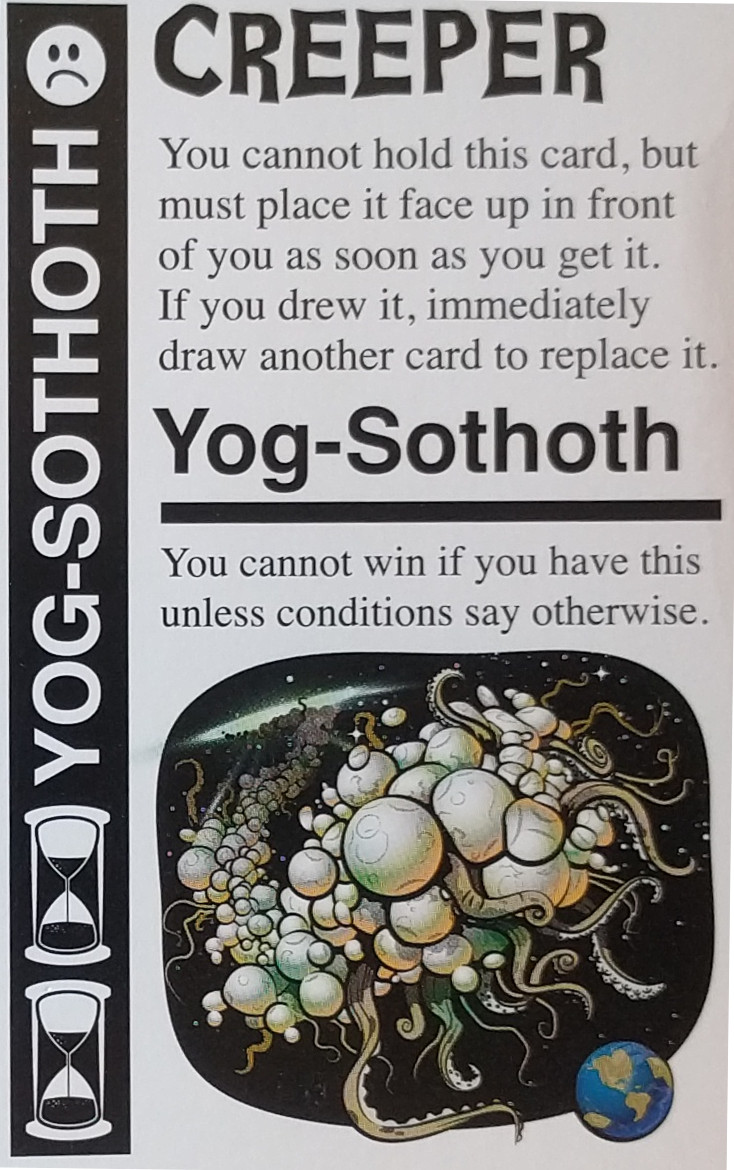 CREEPER
You cannot hold this card, but
must place it face up in front
of you as soon as you get it.
If you drew it, immediately
draw another card to replace it.
Yog-Sothoth
You cannot win if you have this
unless conditions say otherwise.
YOG-SOTHOTH